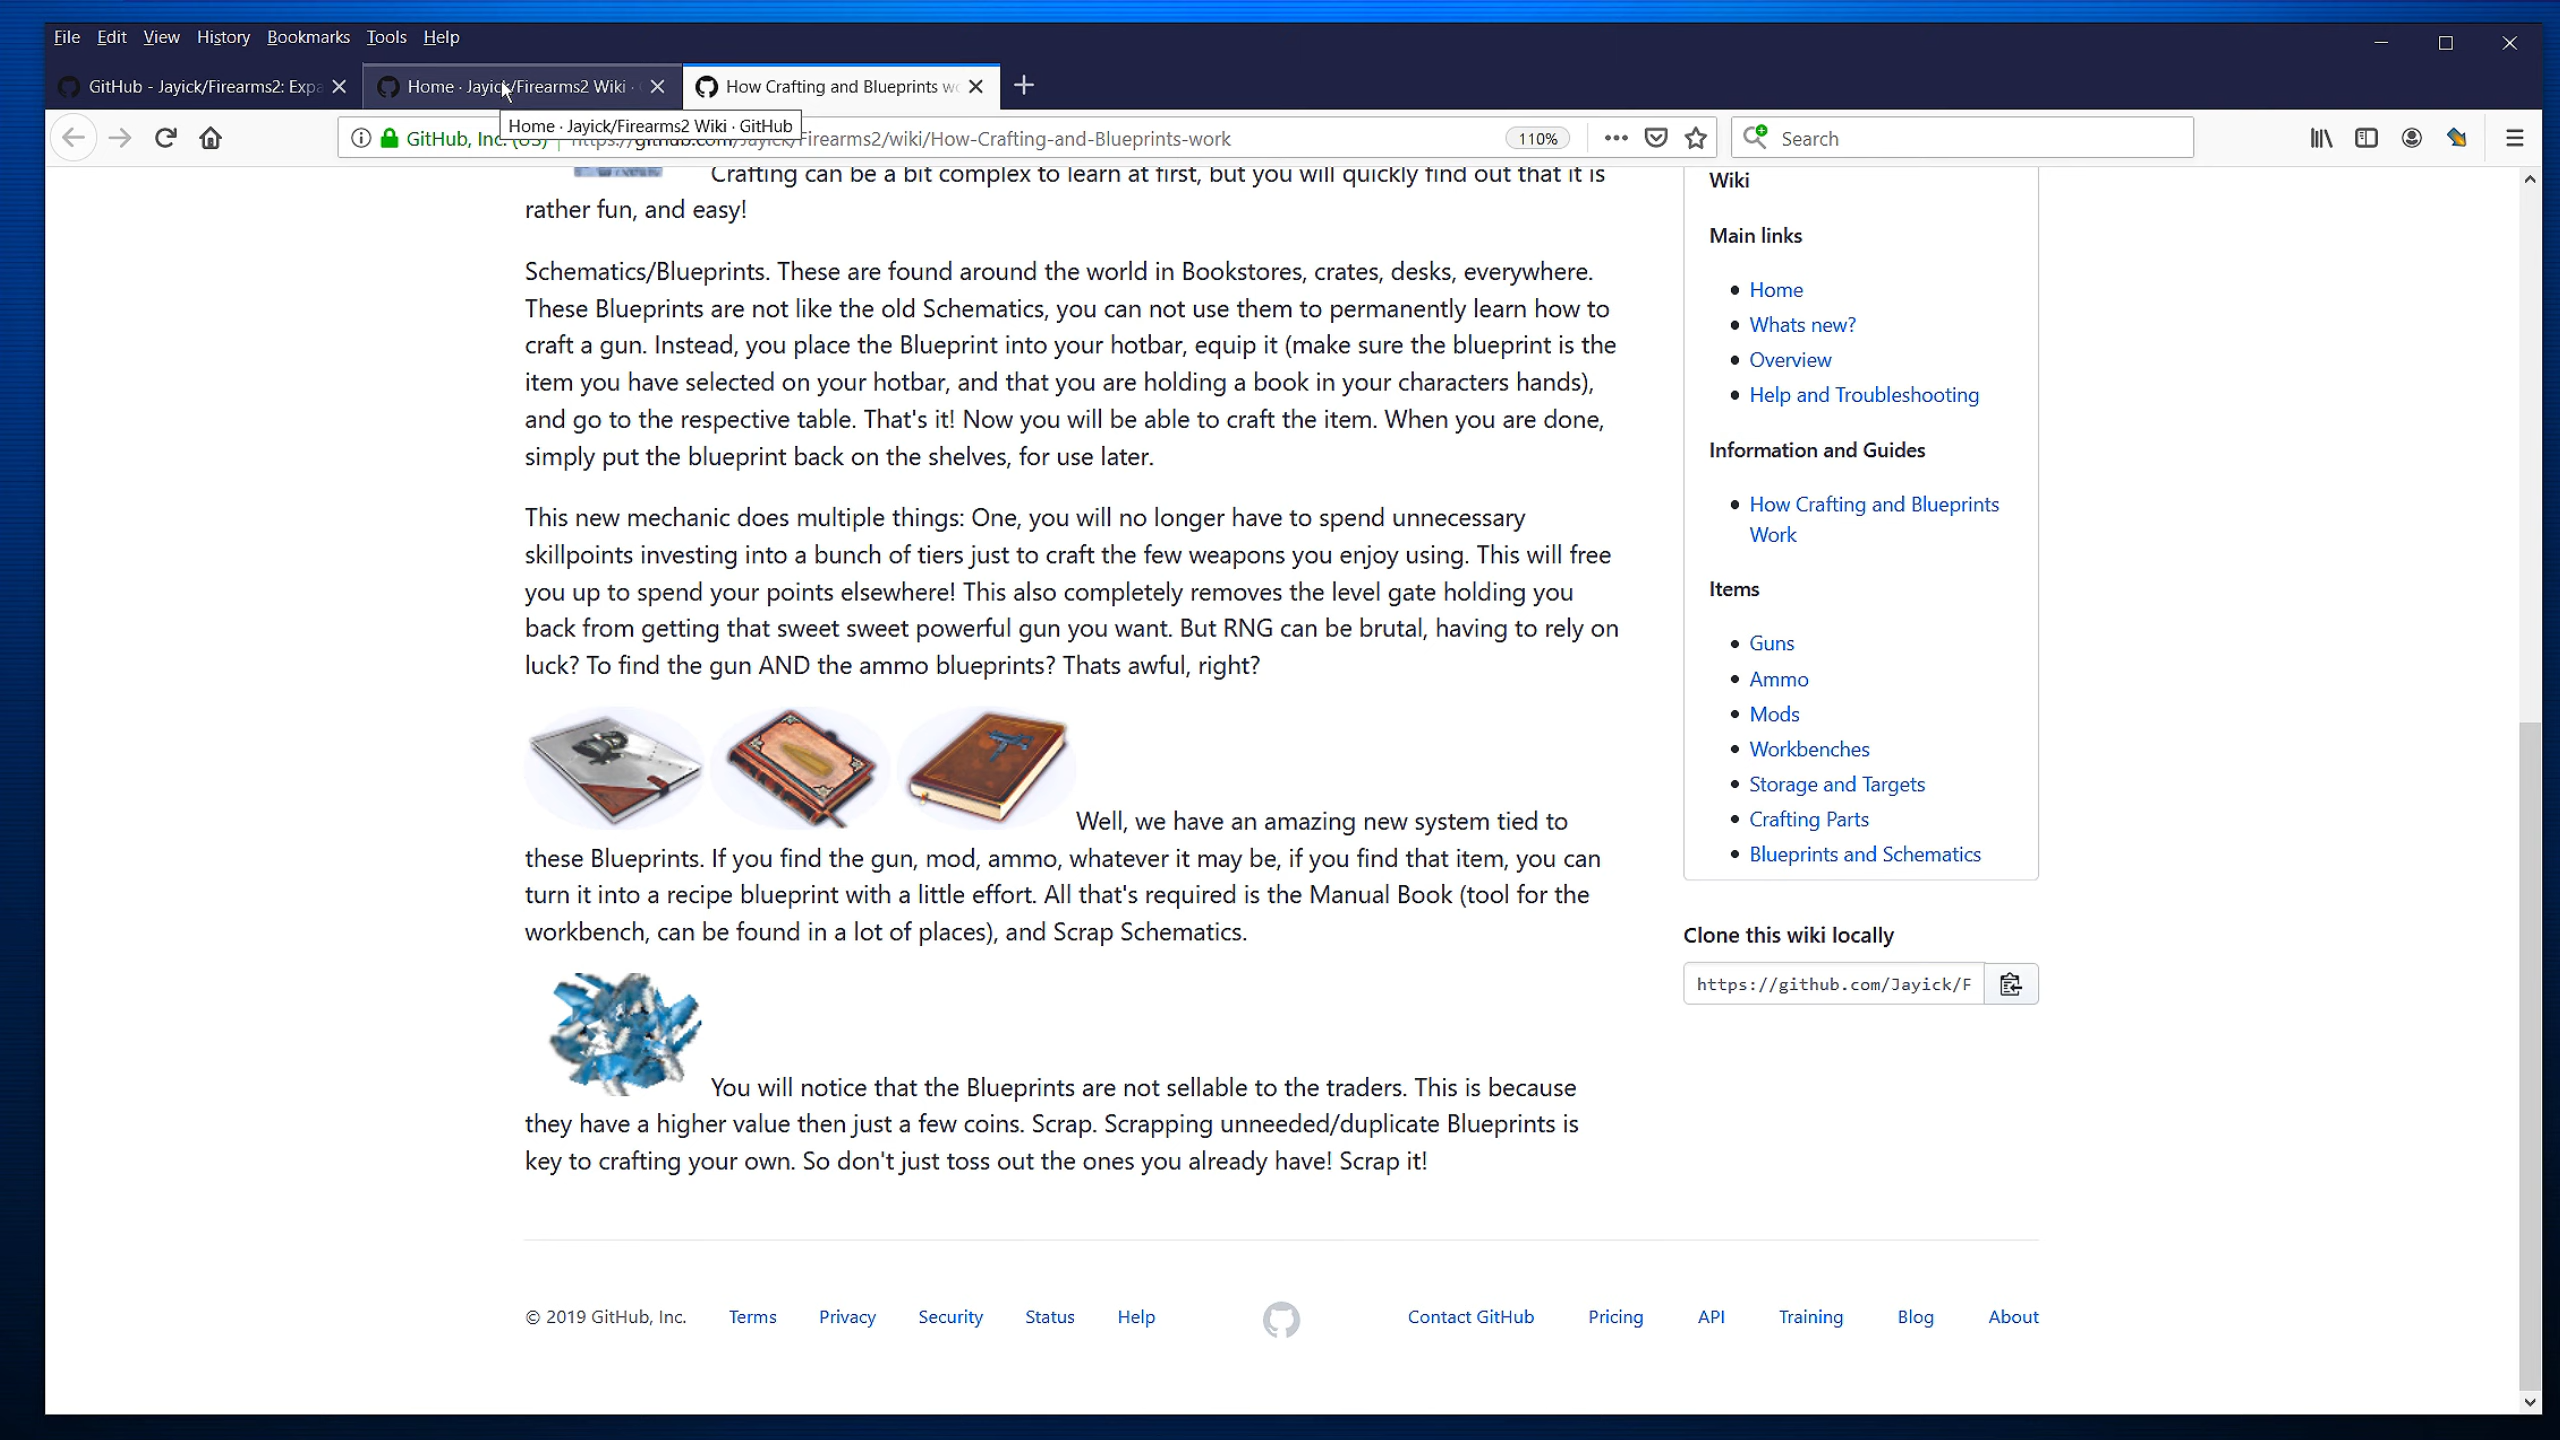 File Edit View History Bookmarks Tools Help
GitHub - Jayick/Firearms2: Expa
Home · Jayick/Firearms2 Wiki ·
How Crafting and Blueprints wo
Home · Jayick/Firearms2 Wiki · GitHub
GitHub, Inc. (US) https://github.com/Jayick/Firearms2/wiki/How-Crafting-and-Blueprints-work 110% Search
Crafting can be a bit complex to learn at first, but you will quickly find out that it is
rather fun, and easy!
Schematics/Blueprints. These are found around the world in Bookstores, crates, desks, everywhere.
These Blueprints are not like the old Schematics, you can not use them to permanently learn how to
craft a gun. Instead, you place the Blueprint into your hotbar, equip it (make sure the blueprint is the
item you have selected on your hotbar, and that you are holding a book in your characters hands),
and go to the respective table. That's it! Now you will be able to craft the item. When you are done,
simply put the blueprint back on the shelves, for use later.
This new mechanic does multiple things: One, you will no longer have to spend unnecessary
skillpoints investing into a bunch of tiers just to craft the few weapons you enjoy using. This will free
you up to spend your points elsewhere! This also completely removes the level gate holding you
back from getting that sweet sweet powerful gun you want. But RNG can be brutal, having to rely on
luck? To find the gun AND the ammo blueprints? Thats awful, right?
Well, we have an amazing new system tied to
these Blueprints. If you find the gun, mod, ammo, whatever it may be, if you find that item, you can
turn it into a recipe blueprint with a little effort. All that's required is the Manual Book (tool for the
workbench, can be found in a lot of places), and Scrap Schematics.
You will notice that the Blueprints are not sellable to the traders. This is because
they have a higher value then just a few coins. Scrap. Scrapping unneeded/duplicate Blueprints is
key to crafting your own. So don't just toss out the ones you already have! Scrap it!
Wiki
Main links
Home
Whats new?
Overview
Help and Troubleshooting
Information and Guides
How Crafting and Blueprints
Work
Items
Guns
Ammo
Mods
Workbenches
Storage and Targets
Crafting Parts
Blueprints and Schematics
Clone this wiki locally
https://github.com/Jayick/F
© 2019 GitHub, Inc. Terms Privacy Security Status Help Contact GitHub Pricing API Training Blog About